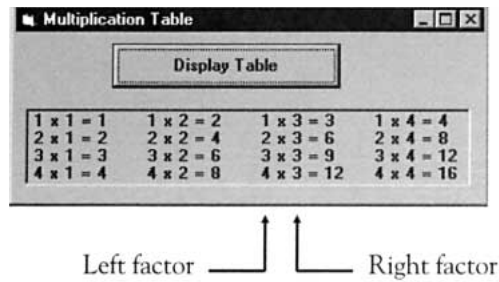 Multiplication Table
Display Table
1 x 1 = 1 1 x 2 = 2 1 x 3 = 3 1 x 4 = 4
2 x 1 = 2 2 x 2 = 4 2 x 3 = 6 2 x 4 = 8
3 x 1 = 3 3 x 2 = 6 3 x 3 = 9 3 x 4 = 12
4 x 1 = 4 4 x 2 = 8 4 x 3 = 12 4 x 4 = 16
Left factor Right factor